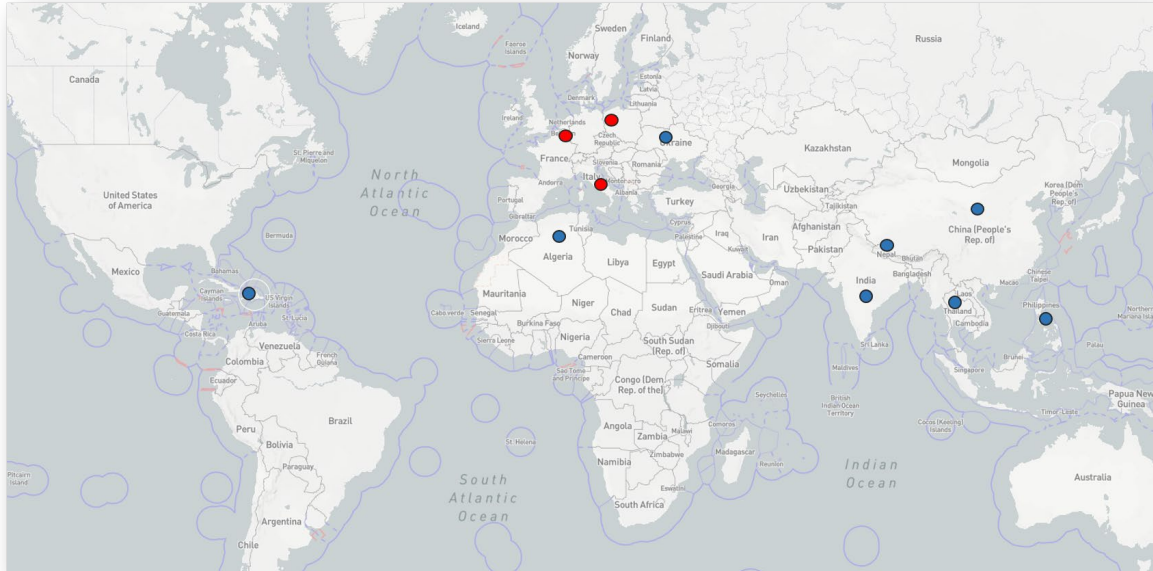 Iceland
Sweden
Finland
Russia
Faroe
Islands
Norway
Canada
Estonia
Latvia
Denmark
Lithuania
Ireland
Netherlands
Czech
Republic
Ukraine
Kazakhstan
France
Slovenia
Romania
Mongolia
St. Pierre and
Miquelon
Andorra
Italy
Montenegro
Albania
Georgia
Uzbekistan
Tajikistan
Korea (Dem
People's
Rep. of)
North
Atlantic
Ocean
United States
of America
Portugal
Gibraltar
Turkey
China (People's
Rep. of)
Bermuda
Morocco
Tunisia
Cyprus
Palestine
Iraq
Kuwait
Iran
Afghanistan
Pakistan
Nepal
Bhutan
Algeria
Libya
Egypt
Saudi Arabia
Oman
India
Bangladesh
Chinese
Taipei
Macao
Mexico
Bahamas
Cayman
Islands
US Virgin
Islands
Guatemala
St. Lucia
Aruba
Costa Rica
Mauritania
Niger
Chad
Sudan
Eritrea
Yemen
Laos
Thailand
Cambodia
Philippines
Northern
Mariana Isl
Cabo verde
Senegal
Burkina Faso
Djibouti
Sierra Leone
Nigeria
South Sudan
(Rep. of)
Sri Lanka
Palau
Venezuela
Colombia
French
Guiana
Cameroon
Sao Tome
and Principe
Somalia
Maldives
Brunei
Singapore
Ecuador
Congo (Dem
Rep. of the)
Seychelles
British
Indian Ocean
Territory
Papua New
Guinea
Peru
Brazil
Angola
Malawi
Comoros
Timor-Leste
Cocos (Keeling)
Islands
Bolivia
St. Helena
Zambia
Zimbabwe
Madagascar
Reunion
Pitcairn
Island
Paraguay
Namibia
Indian
Ocean
Australia
South
Atlantic
Ocean
Eswatini
South Africa
Argentina
Chile